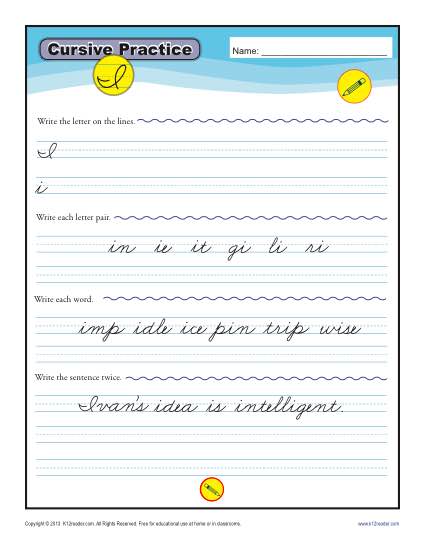 Cursive Practice
Name: ___________________________
I
Write the letter on the lines.
I
i
Write each letter pair.
in ie it gi li ri
Write each word.
imp idle ice pin trip wise
Write the sentence twice.
Ivan's idea is intelligent.
Copyright © 2013 K12reader.com. All Rights Reserved. Free for educational use at home or in classrooms. www.k12reader.com